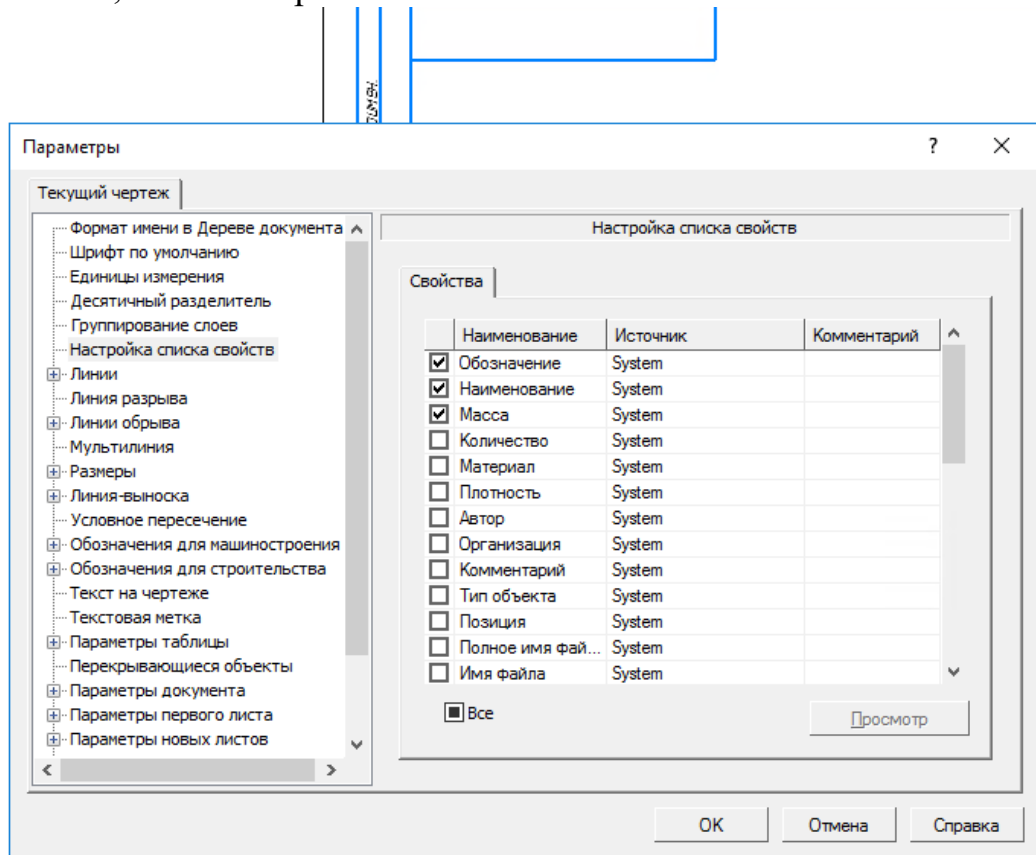 Параметры
?
Текущий чертеж
Формат имени в Дереве документа
Шрифт по умолчанию
Единицы измерения
Десятичный разделитель
Группирование слоев
Настройка списка свойств
Линии
Линия разрыва
Линии обрыва
Мультилиния
Размеры
Линия-выноска
Условное пересечение
Обозначения для машиностроения
Обозначения для строительства
Текст на чертеже
Текстовая метка
Параметры таблицы
Перекрывающиеся объекты
Параметры документа
Параметры первого листа
Параметры новых листов
Настройка списка свойств
Свойства
Наименование Источник Комментарий
Обозначение System
Наименование System
Масса System
Количество System
Материал System
Плотность System
Автор System
Организация System
Комментарий System
Тип объекта System
Позиция System
Полное имя фай... System
Имя файла System
Все
Просмотр
OK Отмена Справка